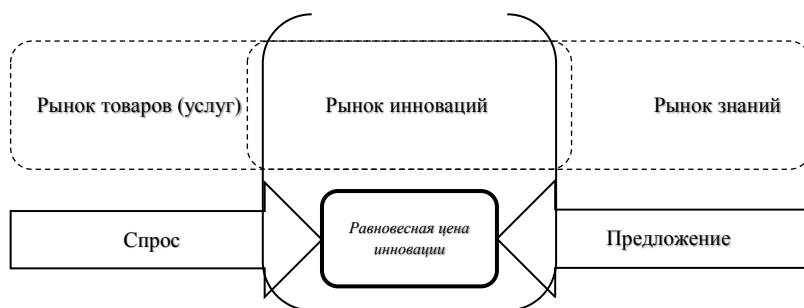 Рынок товаров (услуг)
Рынок инноваций
Рынок знаний
Спрос
Равновесная цена
инновации
Предложение